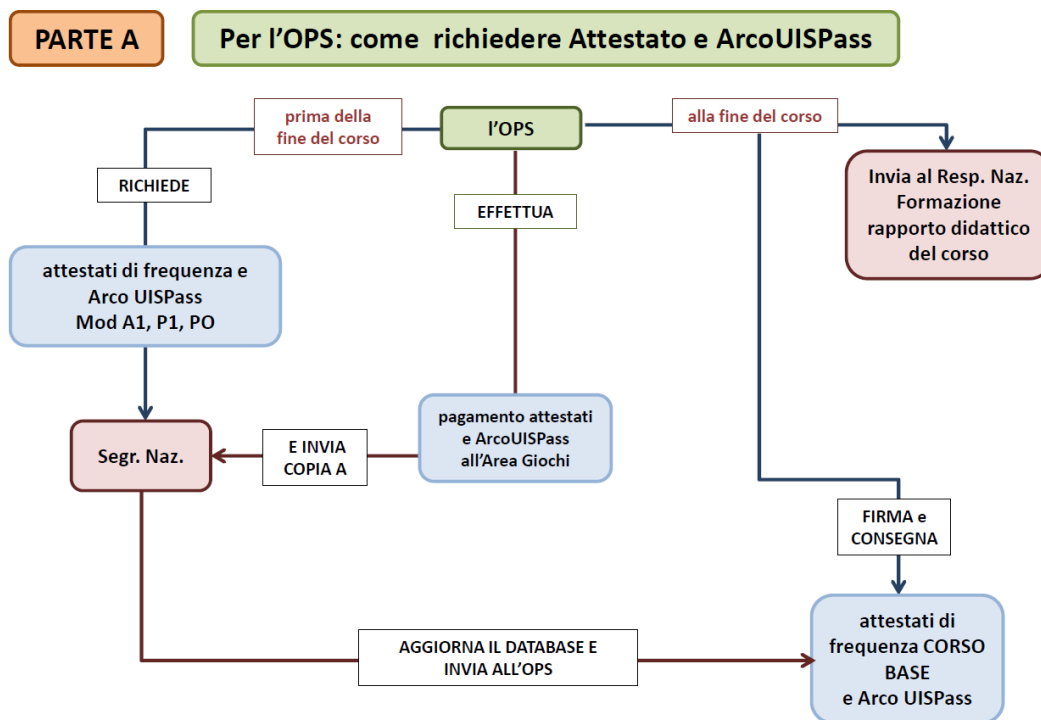 PARTE A
Per l'OPS: come richiedere Attestato e ArcoUISPass
prima della
fine del corso
l'OPS
alla fine del corso
RICHIEDE
EFFETTUA
Invia al Resp. Naz.
Formazione
rapporto didattico
del corso
attestati di frequenza e
Arco UISPass
Mod A1, P1, PO
Segr. Naz.
E INVIA
COPIA A
pagamento attestati
e ArcoUISPass
all'Area Giochi
FIRMA e
CONSEGNA
AGGIORNA IL DATABASE E
INVIA ALL'OPS
attestati di
frequenza CORSO
BASE
e Arco UISPass